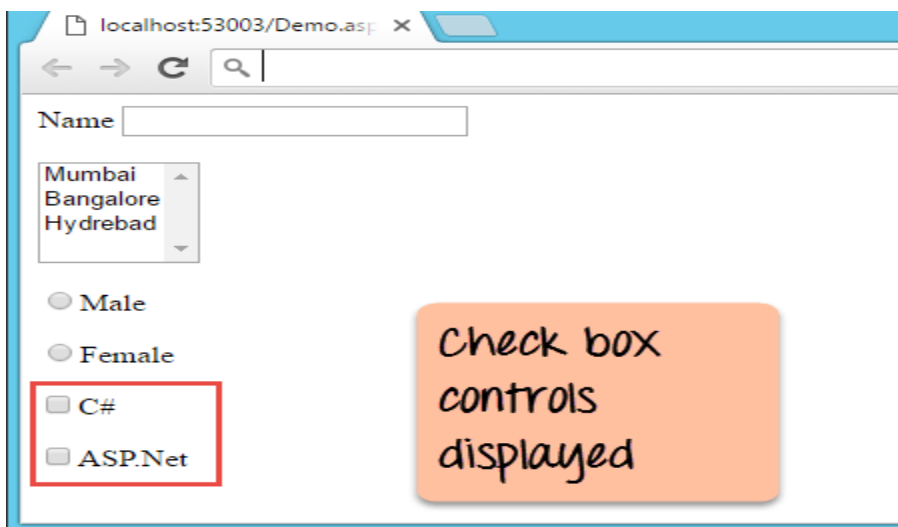 localhost:53003/Demo.asp
Name
Mumbai
Bangalore
Hydrebad
Male
Female
C#
ASP.Net
Check box
controls
displayed